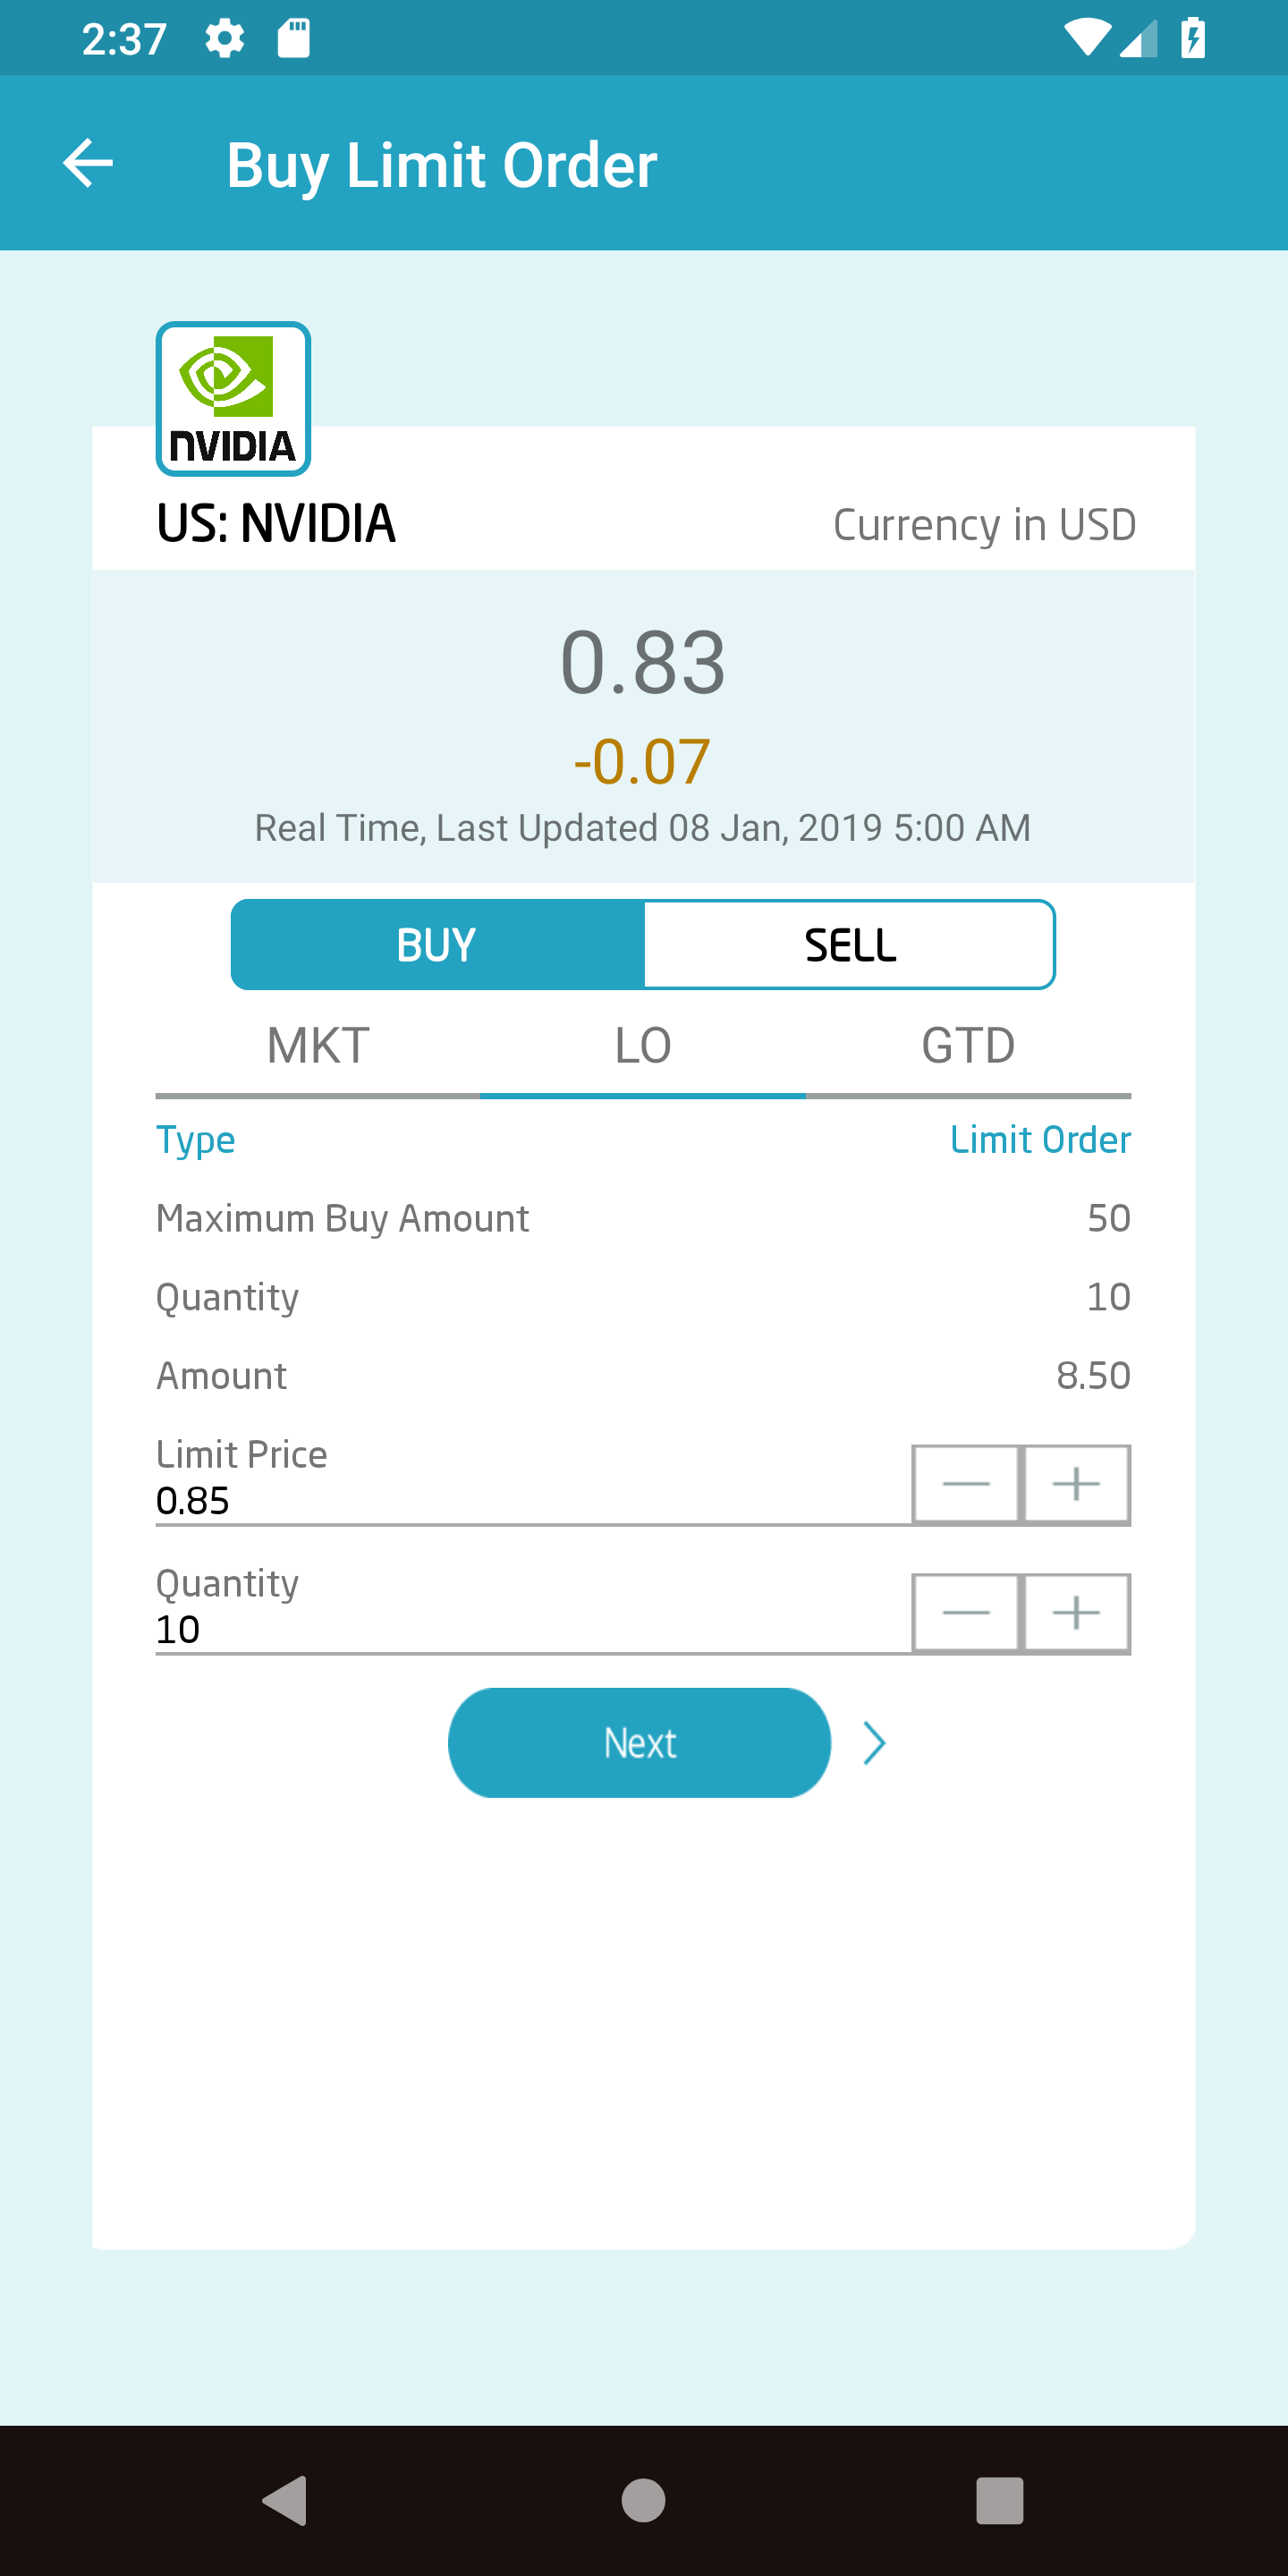 2:37
Buy Limit Order
NVIDIA
US: NVIDIA
Currency in USD
0.83
-0.07
Real Time, Last Updated 08 Jan, 2019 5:00 AM
BUY SELL
MKT LO GTD
Type Limit Order
Maximum Buy Amount 50
Quantity 10
Amount 8.50
Limit Price
0.85
Quantity
10
Next